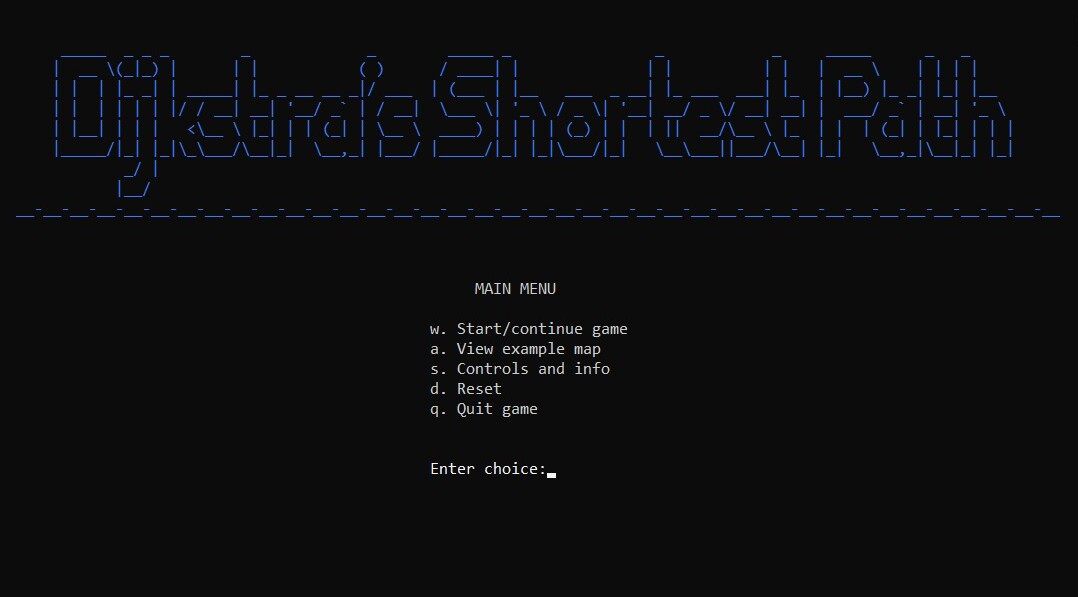 Dijkstra's Shortest Path
MAIN MENU
w. Start/continue game
a. View example map
s. Controls and info
d. Reset
q. Quit game
Enter choice: